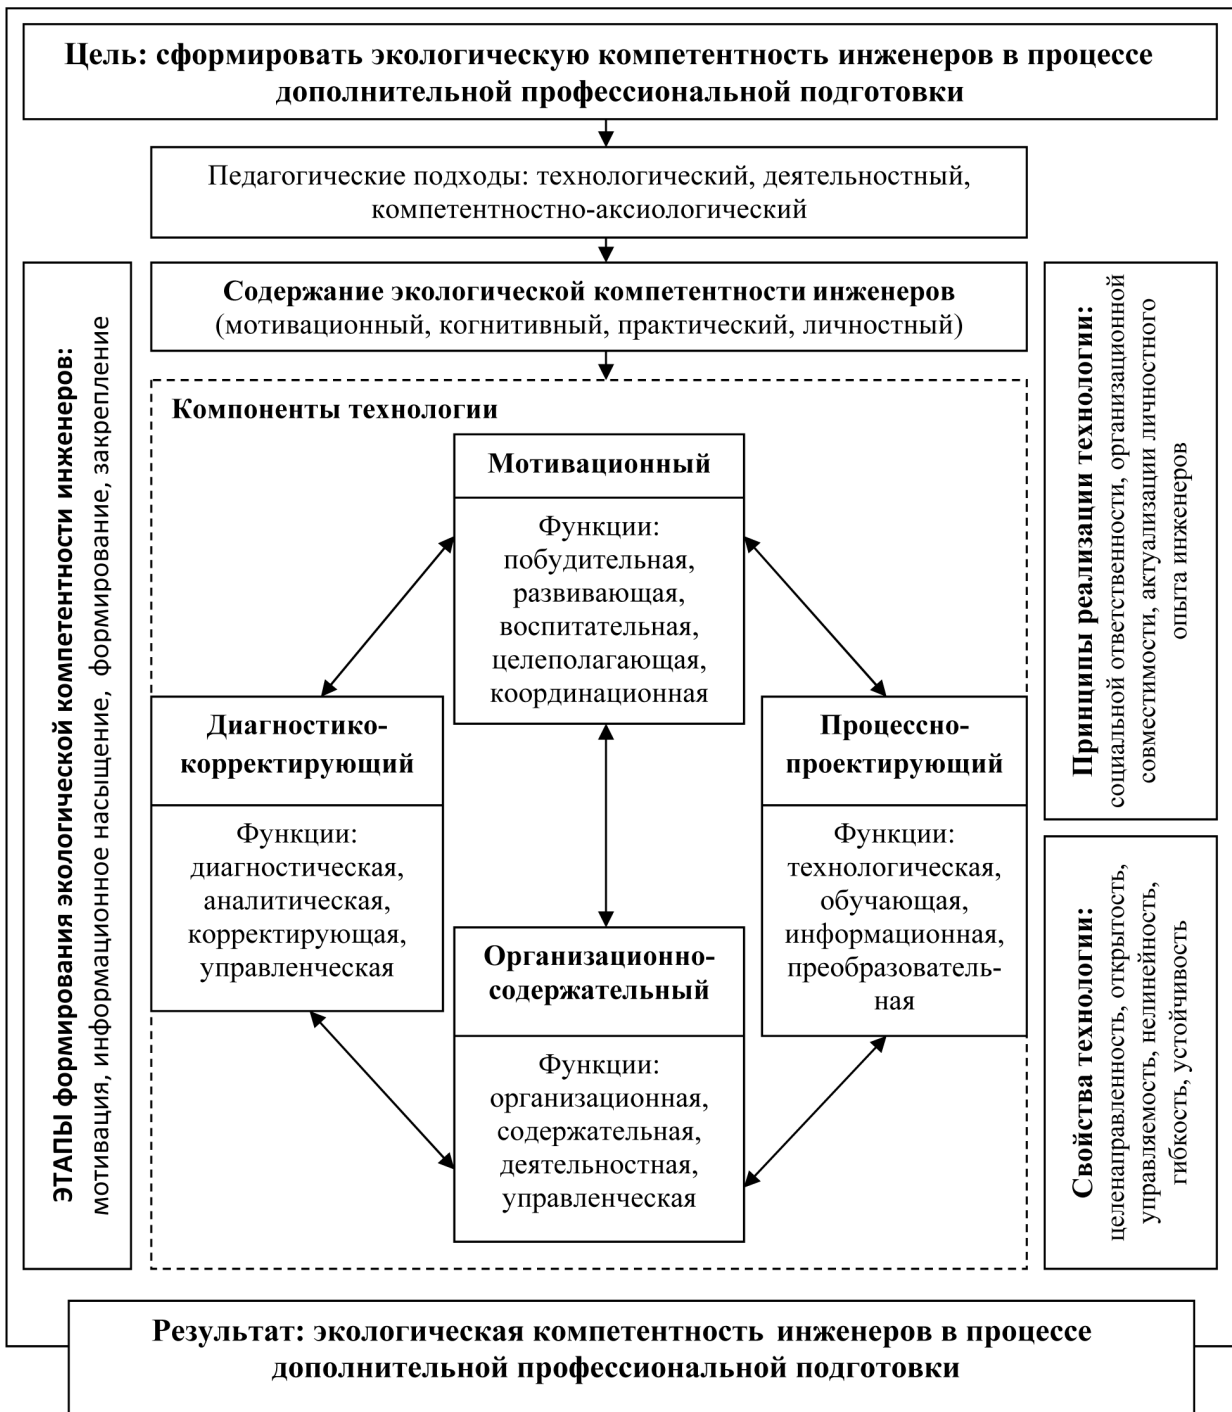 Цель: сформировать экологическую компетентность инженеров в процессе
дополнительной профессиональной подготовки
Педагогические подходы: технологический, деятельностный,
компетентностно-аксиологический
ЭТАПЫ формирования экологической компетентности инженеров:
мотивация, информационное насыщение, формирование, закрепление
Содержание экологической компетентности инженеров
(мотивационный, когнитивный, практический, личностный)
Компоненты технологии
Мотивационный
Функции:
побудительная,
развивающая,
воспитательная,
целеполагающая,
координационная
Диагностико-
корректирующий
Функции:
диагностическая,
аналитическая,
корректирующая,
управленческая
Процессно-
проектирующий
Функции:
технологическая,
обучающая,
информационная,
преобразователь-
ная
Организационно-
содержательный
Функции:
организационная,
содержательная,
деятельностная,
управленческая
Принципы реализации технологии:
социальной ответственности, организационной
совместимости, актуализации личностного
опыта инженеров
Свойства технологии:
целенаправленность, открытость,
управляемость, нелинейность,
гибкость, устойчивость
Результат: экологическая компетентность инженеров в процессе
дополнительной профессиональной подготовки